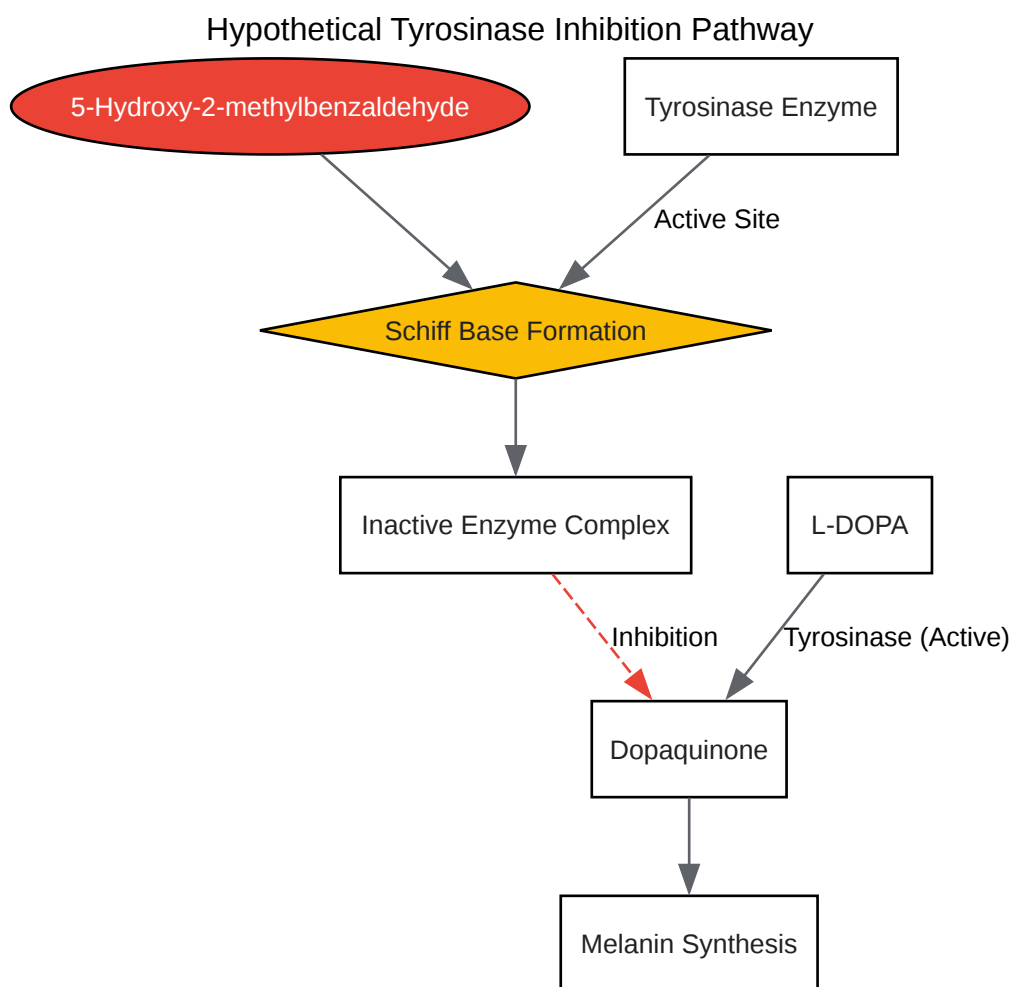 Hypothetical Tyrosinase Inhibition Pathway
5-Hydroxy-2-methylbenzaldehyde
Tyrosinase Enzyme
Active Site
Schiff Base Formation
Inactive Enzyme Complex
L-DOPA
Inhibition
Tyrosinase (Active)
Dopaquinone
Melanin Synthesis